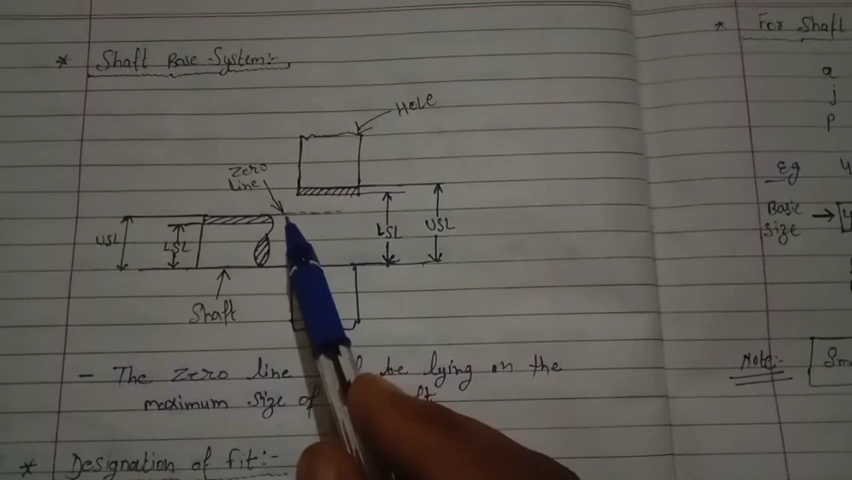 * Shaft Base System:-
Hole
Zero
line
USL
LSL
LSL
USL
Shaft
- The zero line be lying on the
maximum size of
* Designation of fit:-
* For Shaft
a
j
p
Eg
Basic → 
Size
Note:-